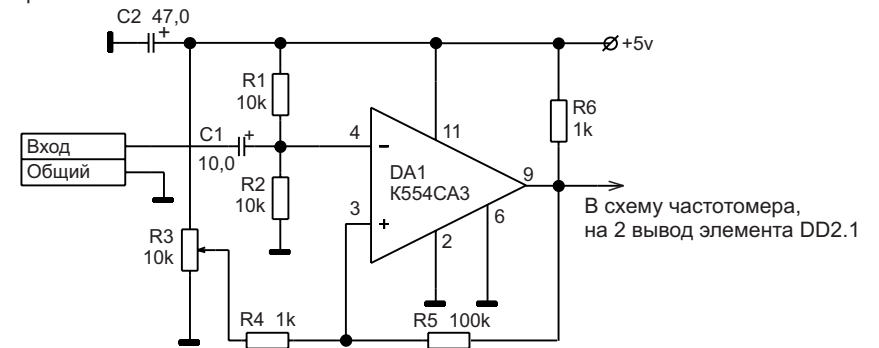 C2 47,0
+
+5v
R1
10k
R6
1k
C1
+
10,0
4
11
Вход
Общий
–
DA1
К554СА3
9
R2
10k
3
+
2
6
В схему частотомера,
на 2 вывод элемента DD2.1
R3
10k
R4 1k
R5 100k